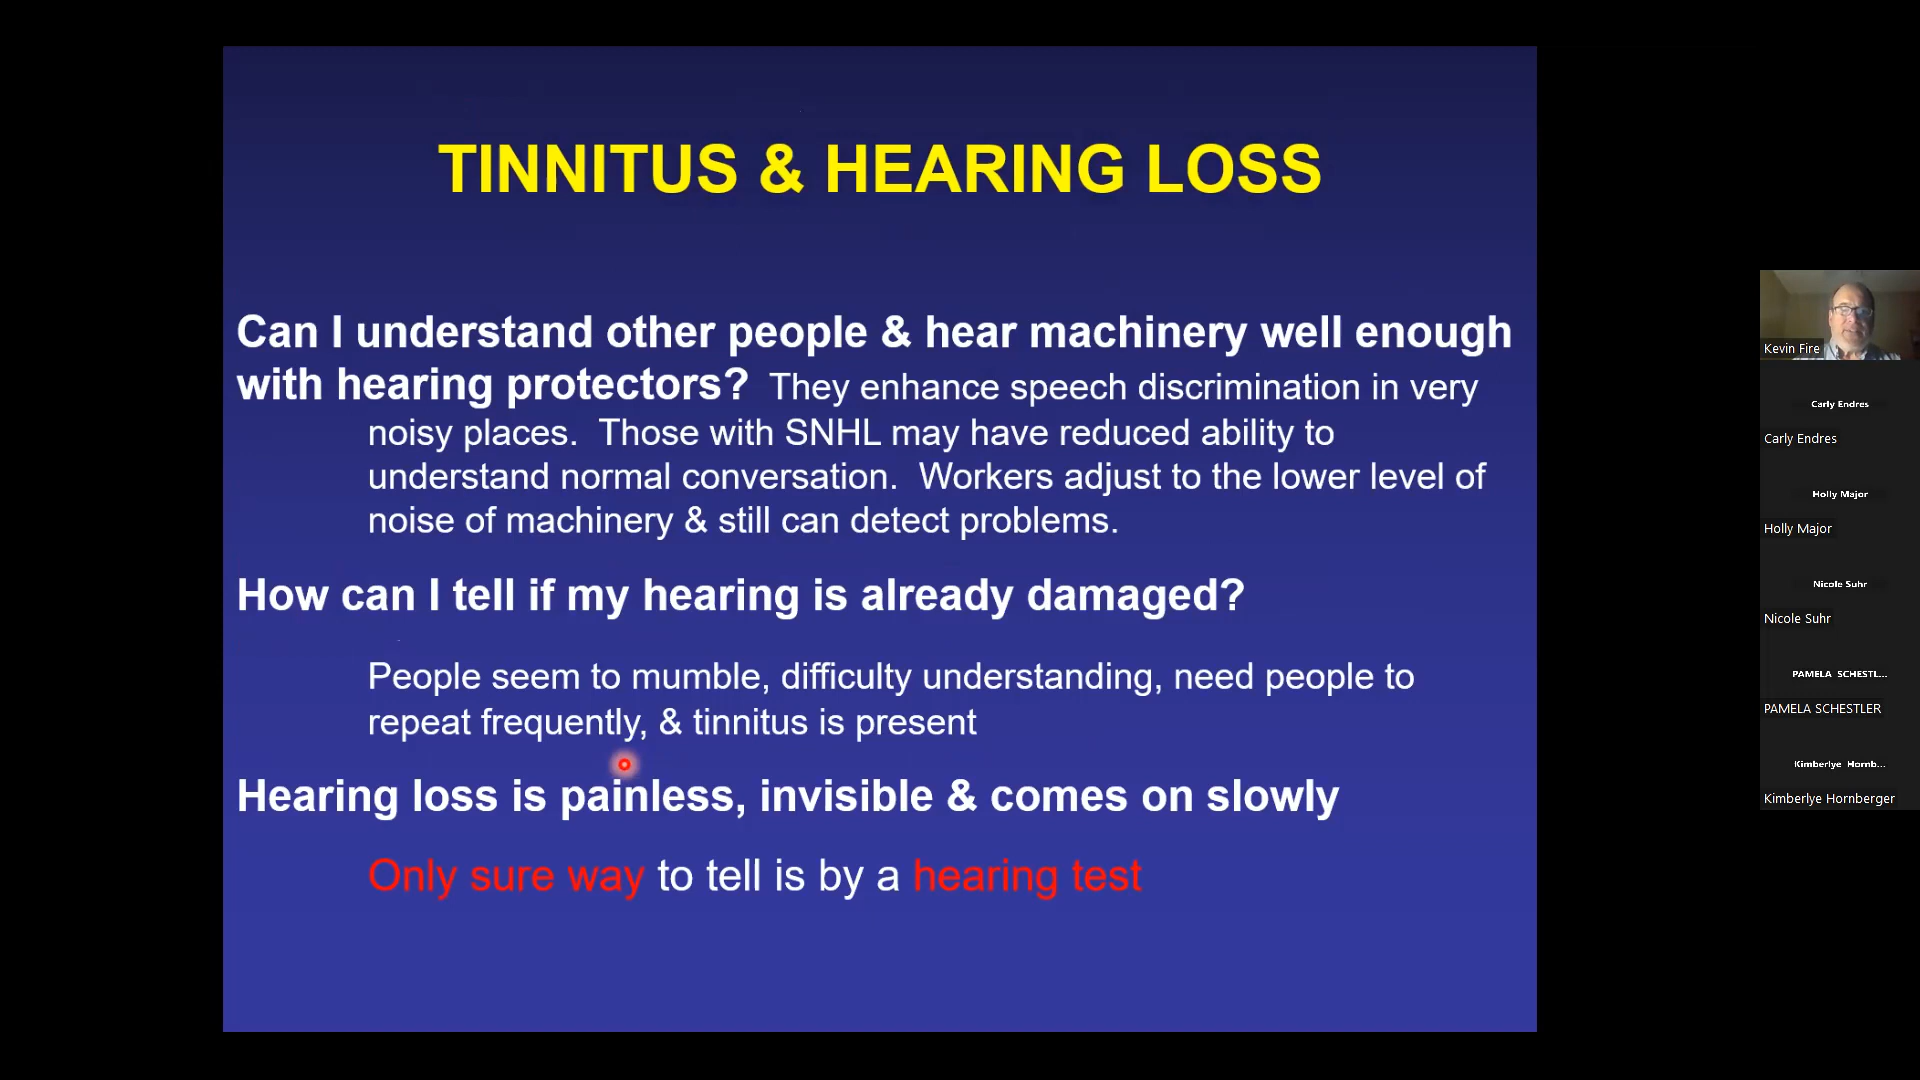 TINNITUS & HEARING LOSS
Can I understand other people & hear machinery well enough
with hearing protectors? They enhance speech discrimination in very
noisy places. Those with SNHL may have reduced ability to
understand normal conversation. Workers adjust to the lower level of
noise of machinery & still can detect problems.
How can I tell if my hearing is already damaged?
People seem to mumble, difficulty understanding, need people to
repeat frequently, & tinnitus is present
Hearing loss is painless, invisible & comes on slowly
Only sure way to tell is by a hearing test
Kevin Fire
Carly Endres
Carly Endres
Holly Major
Holly Major
Nicole Suhr
Nicole Suhr
PAMELA SCHESTL...
PAMELA SCHESTLER
Kimberlye Hornb...
Kimberlye Hornberger